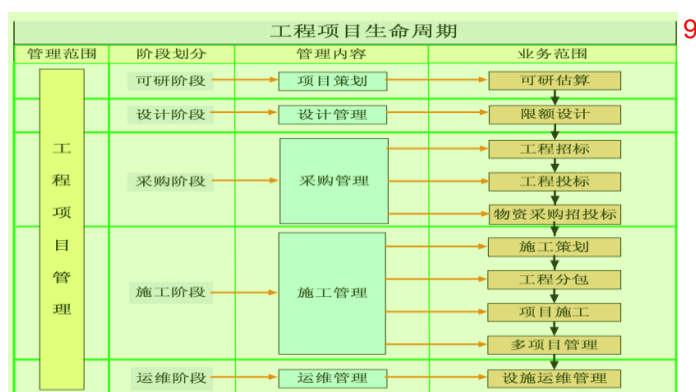 工程项目生命周期
9
管理范围 阶段划分 管理内容 业务范围
工程项目管理
可研阶段 项目策划 可研估算
设计阶段 设计管理 限额设计
采购阶段 采购管理 工程招标
工程投标
物资采购招投标
施工阶段 施工管理 施工策划
工程分包
项目施工
多项目管理
运维阶段 运维管理 设施运维管理